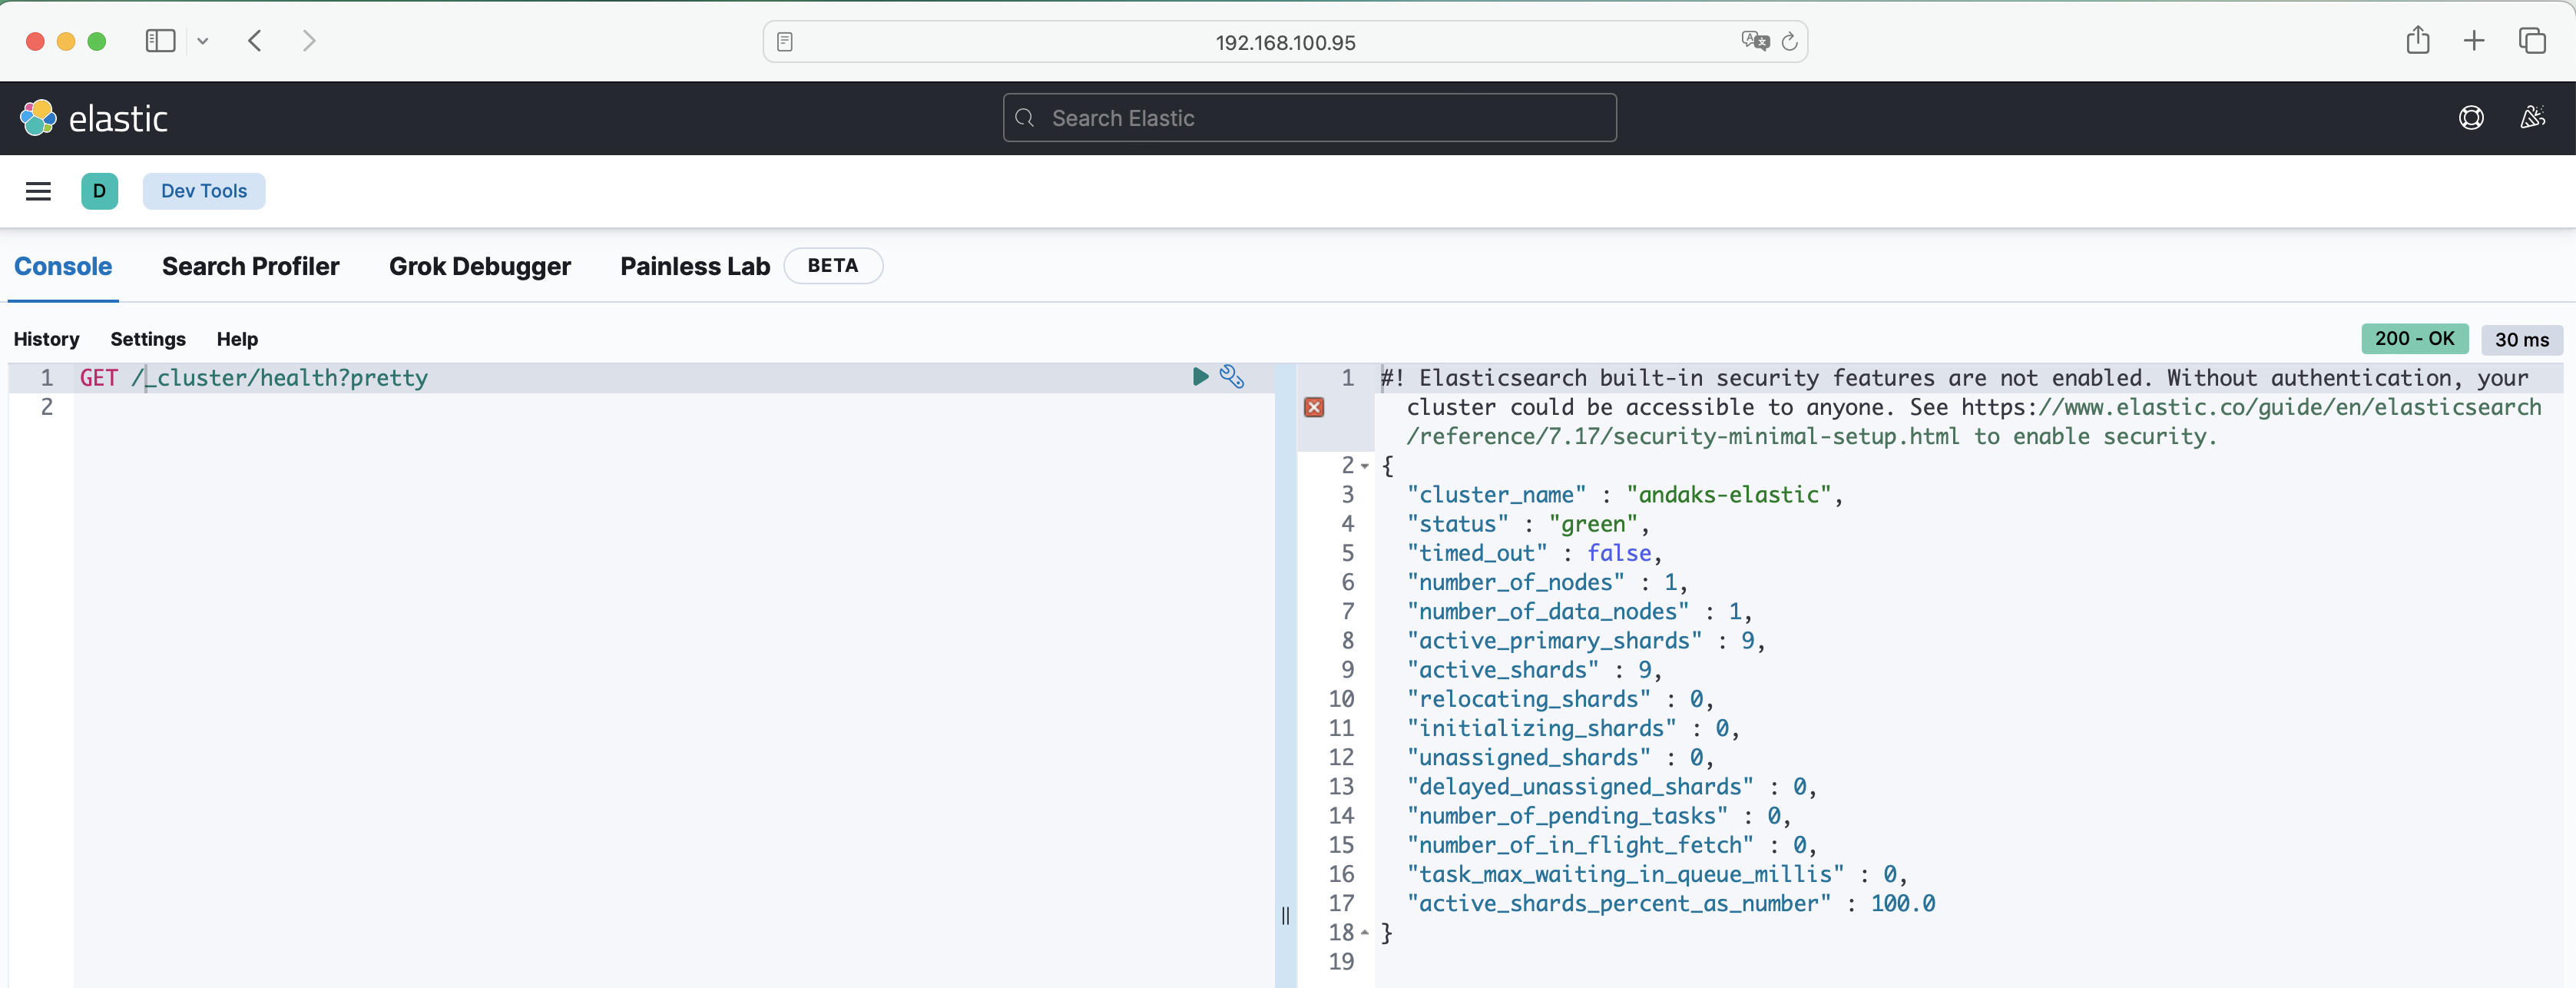 192.168.100.95
elastic
Search Elastic
D
Dev Tools
Console
Search Profiler
Grok Debugger
Painless Lab
BETA
History
Settings
Help
200 - OK
30 ms
1 GET /_cluster/health?pretty
2
1 #! Elasticsearch built-in security features are not enabled. Without authentication, your
cluster could be accessible to anyone. See https://www.elastic.co/guide/en/elasticsearch
/reference/7.17/security-minimal-setup.html to enable security.
2 {
3 "cluster_name" : "andaks-elastic",
4 "status" : "green",
5 "timed_out" : false,
6 "number_of_nodes" : 1,
7 "number_of_data_nodes" : 1,
8 "active_primary_shards" : 9,
9 "active_shards" : 9,
10 "relocating_shards" : 0,
11 "initializing_shards" : 0,
12 "unassigned_shards" : 0,
13 "delayed_unassigned_shards" : 0,
14 "number_of_pending_tasks" : 0,
15 "number_of_in_flight_fetch" : 0,
16 "task_max_waiting_in_queue_millis" : 0,
17 "active_shards_percent_as_number" : 100.0
18 }
19